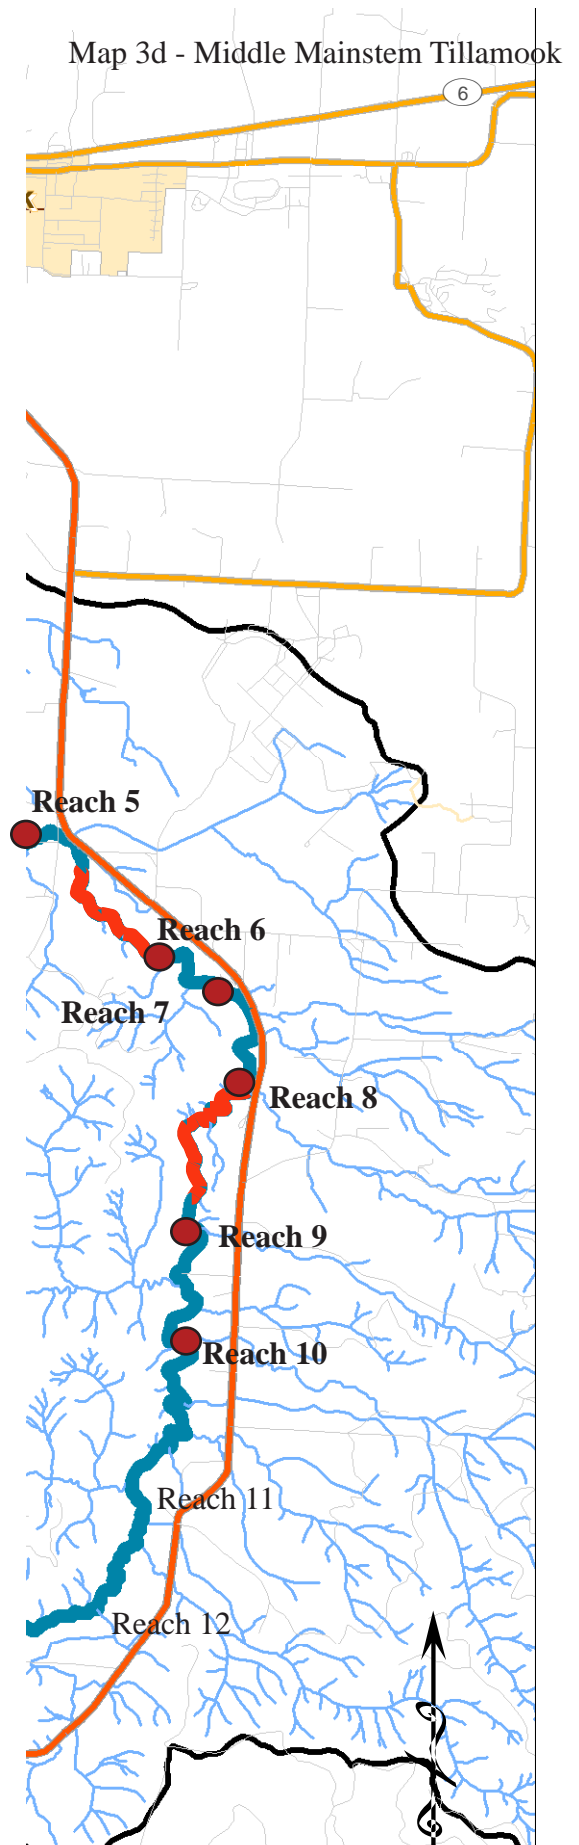 Map 3d - Middle Mainstem Tillamook
6
k
Reach 5
Reach 6
Reach 7
Reach 8
Reach 9
Reach 10
Reach 11
Reach 12